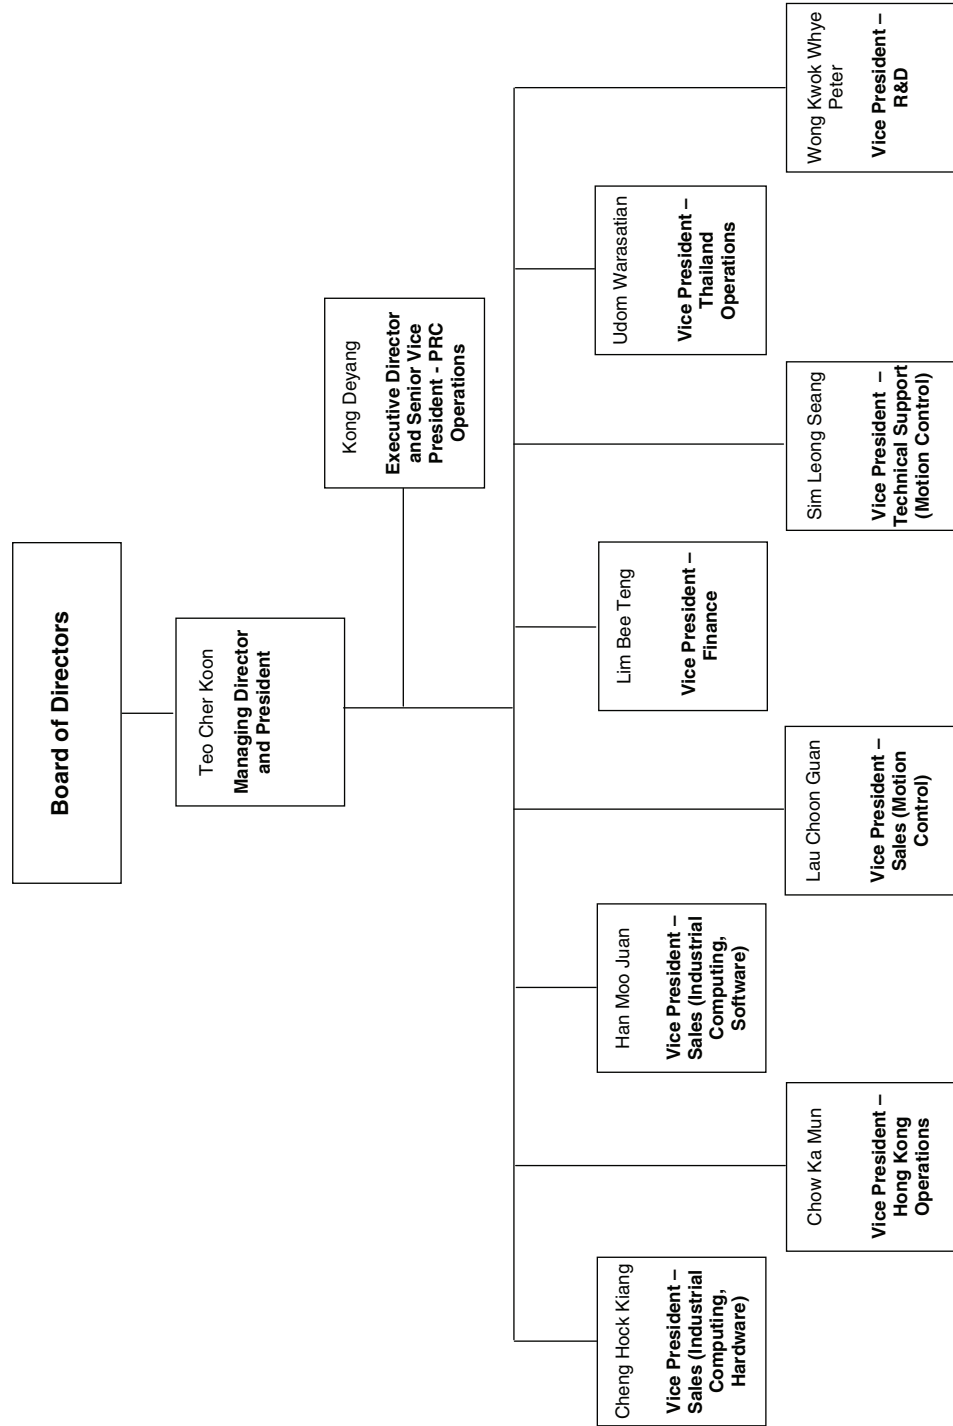 Board of Directors
Teo Cher Koon
Managing Director
and President
Kong Deyang
Executive Director
and Senior Vice
President - PRC
Operations
Cheng Hock Kiang
Vice President –
Sales (Industrial
Computing,
Hardware)
Han Moo Juan
Vice President –
Sales (Industrial
Computing,
Software)
Lim Bee Teng
Vice President –
Finance
Udom Warasatian
Vice President –
Thailand
Operations
Chow Ka Mun
Vice President –
Hong Kong
Operations
Lau Choon Guan
Vice President –
Sales (Motion
Control)
Sim Leong Seang
Vice President –
Technical Support
(Motion Control)
Wong Kwok Whye
Peter
Vice President –
R&D